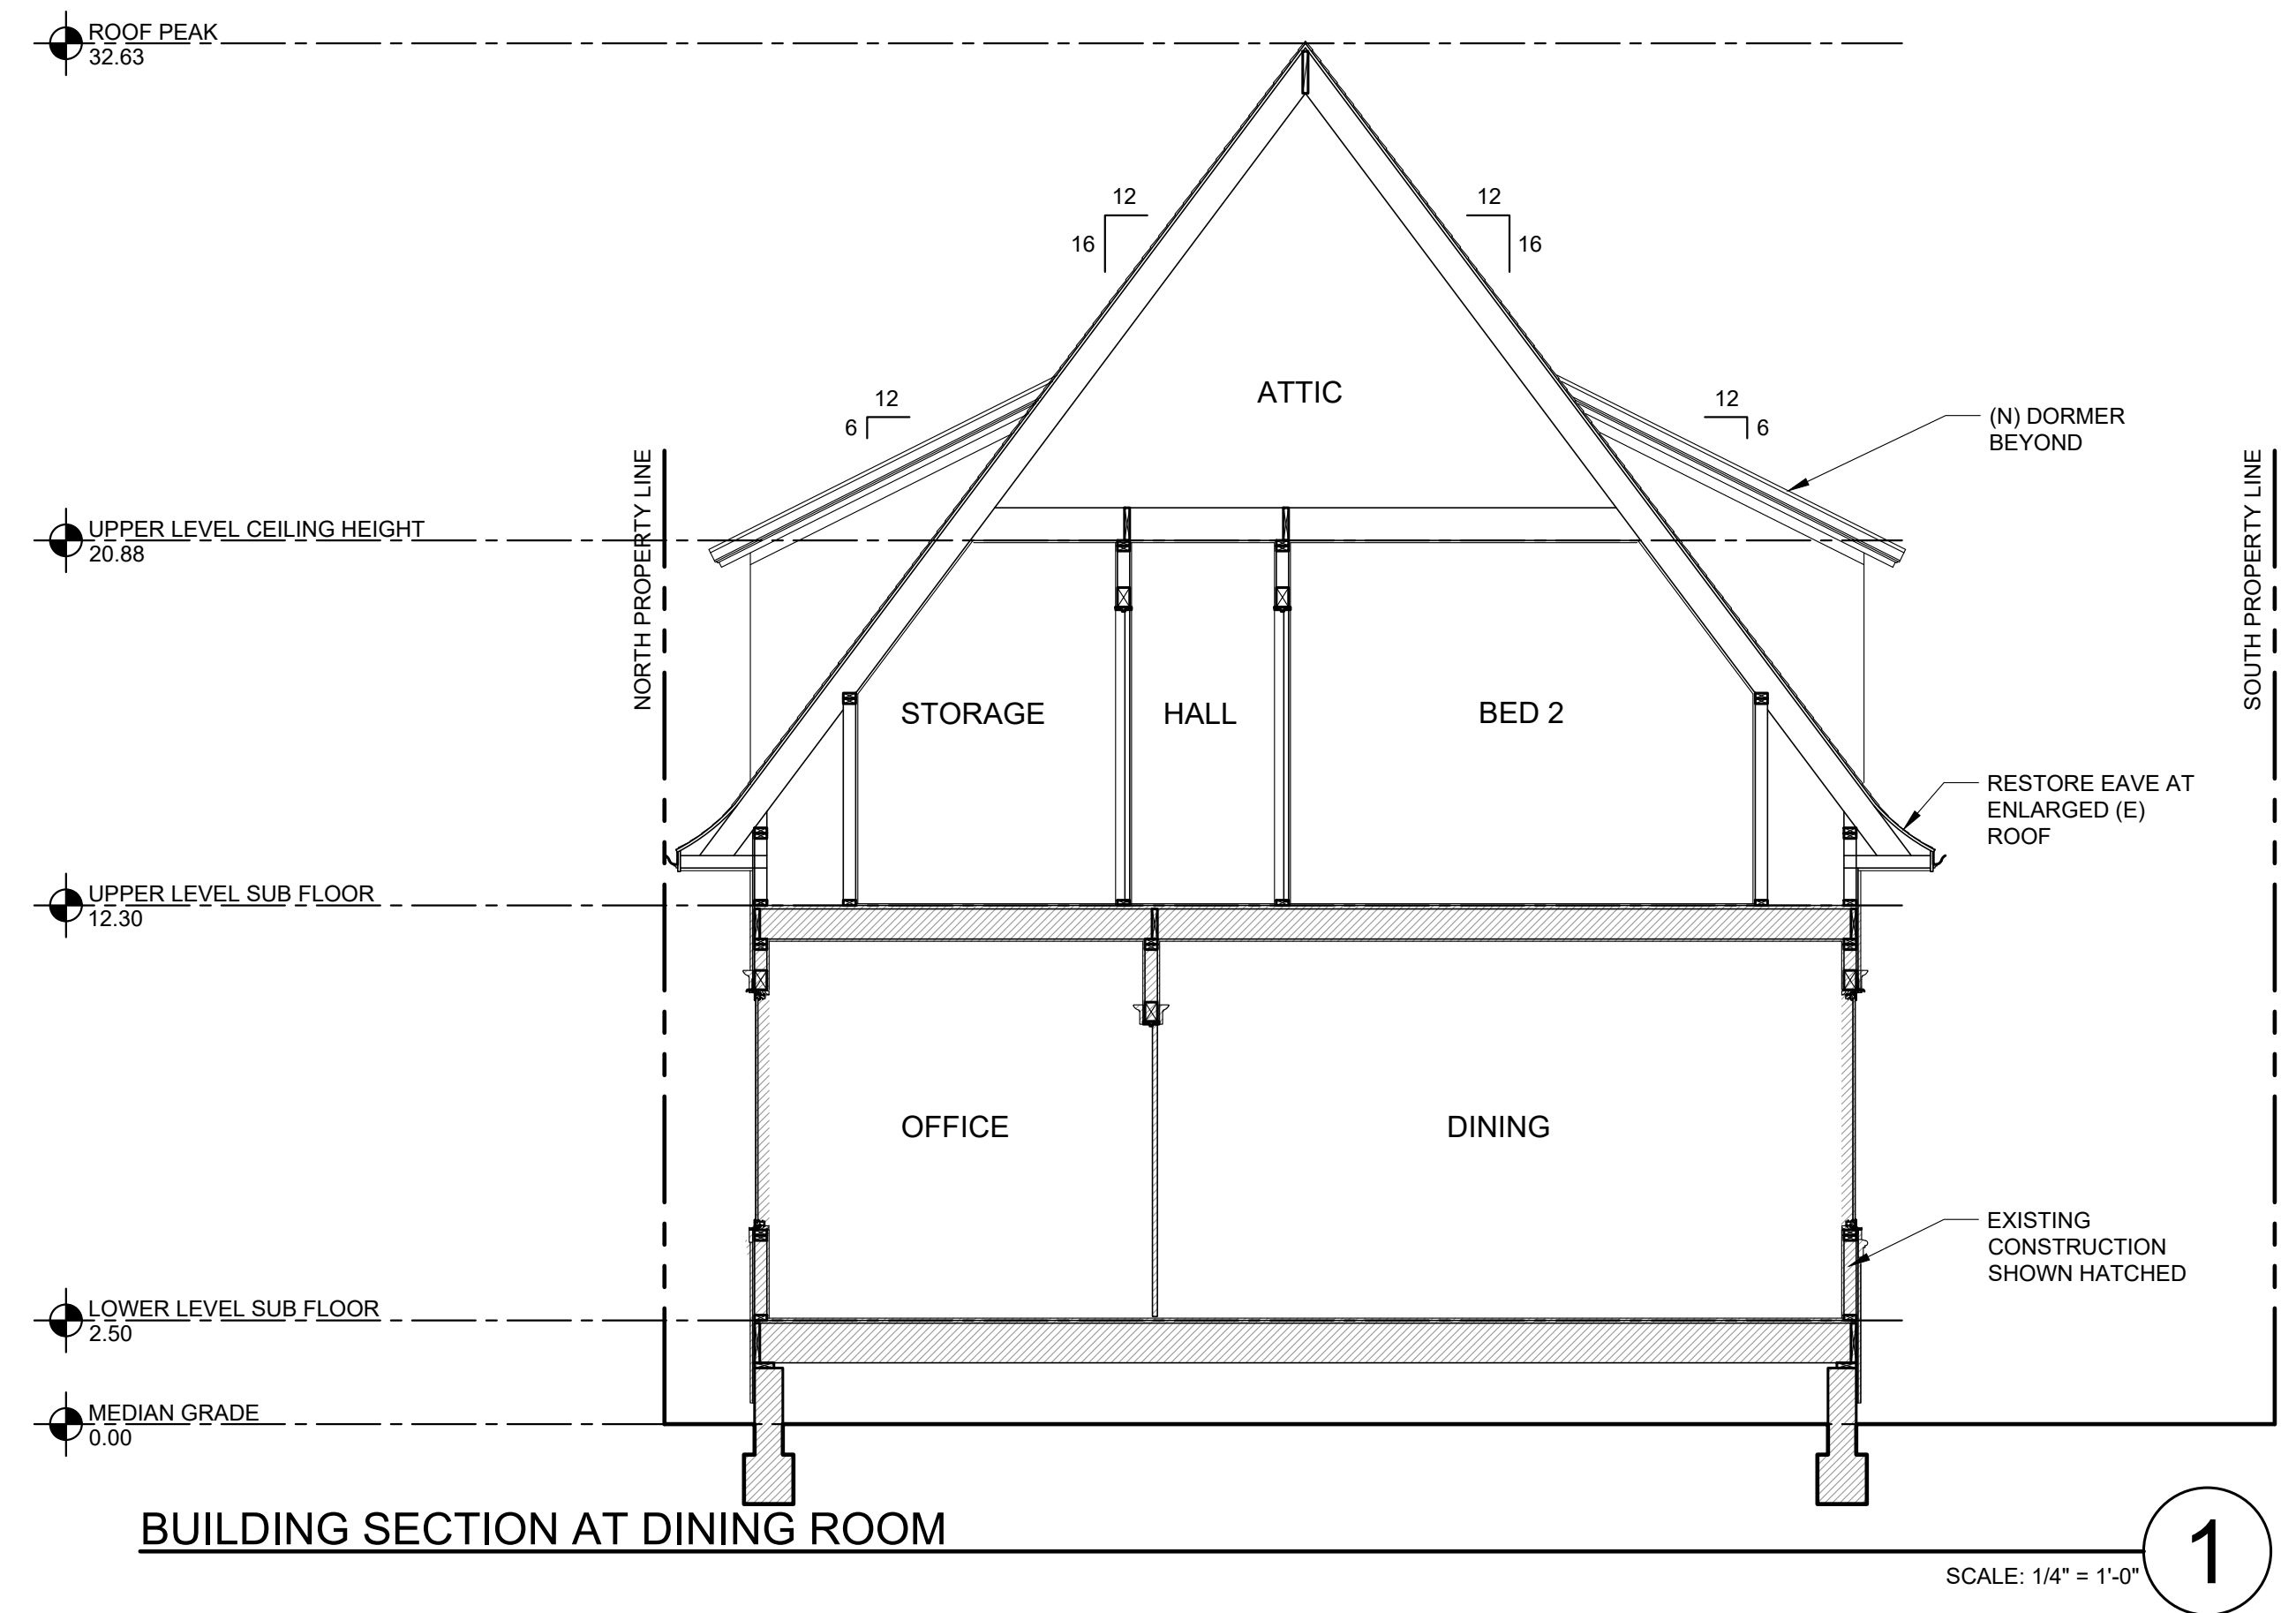 ROOF PEAK
32.63
12
16
12
16
ATTIC
12
6
12
6
(N) DORMER
BEYOND
NORTH PROPERTY LINE
SOUTH PROPERTY LINE
UPPER LEVEL CEILING HEIGHT
20.88
STORAGE
HALL
BED 2
RESTORE EAVE AT
ENLARGED (E)
ROOF
UPPER LEVEL SUB FLOOR
12.30
OFFICE
DINING
EXISTING
CONSTRUCTION
SHOWN HATCHED
LOWER LEVEL SUB FLOOR
2.50
MEDIAN GRADE
0.00
BUILDING SECTION AT DINING ROOM
1
SCALE: 1/4" = 1'-0"